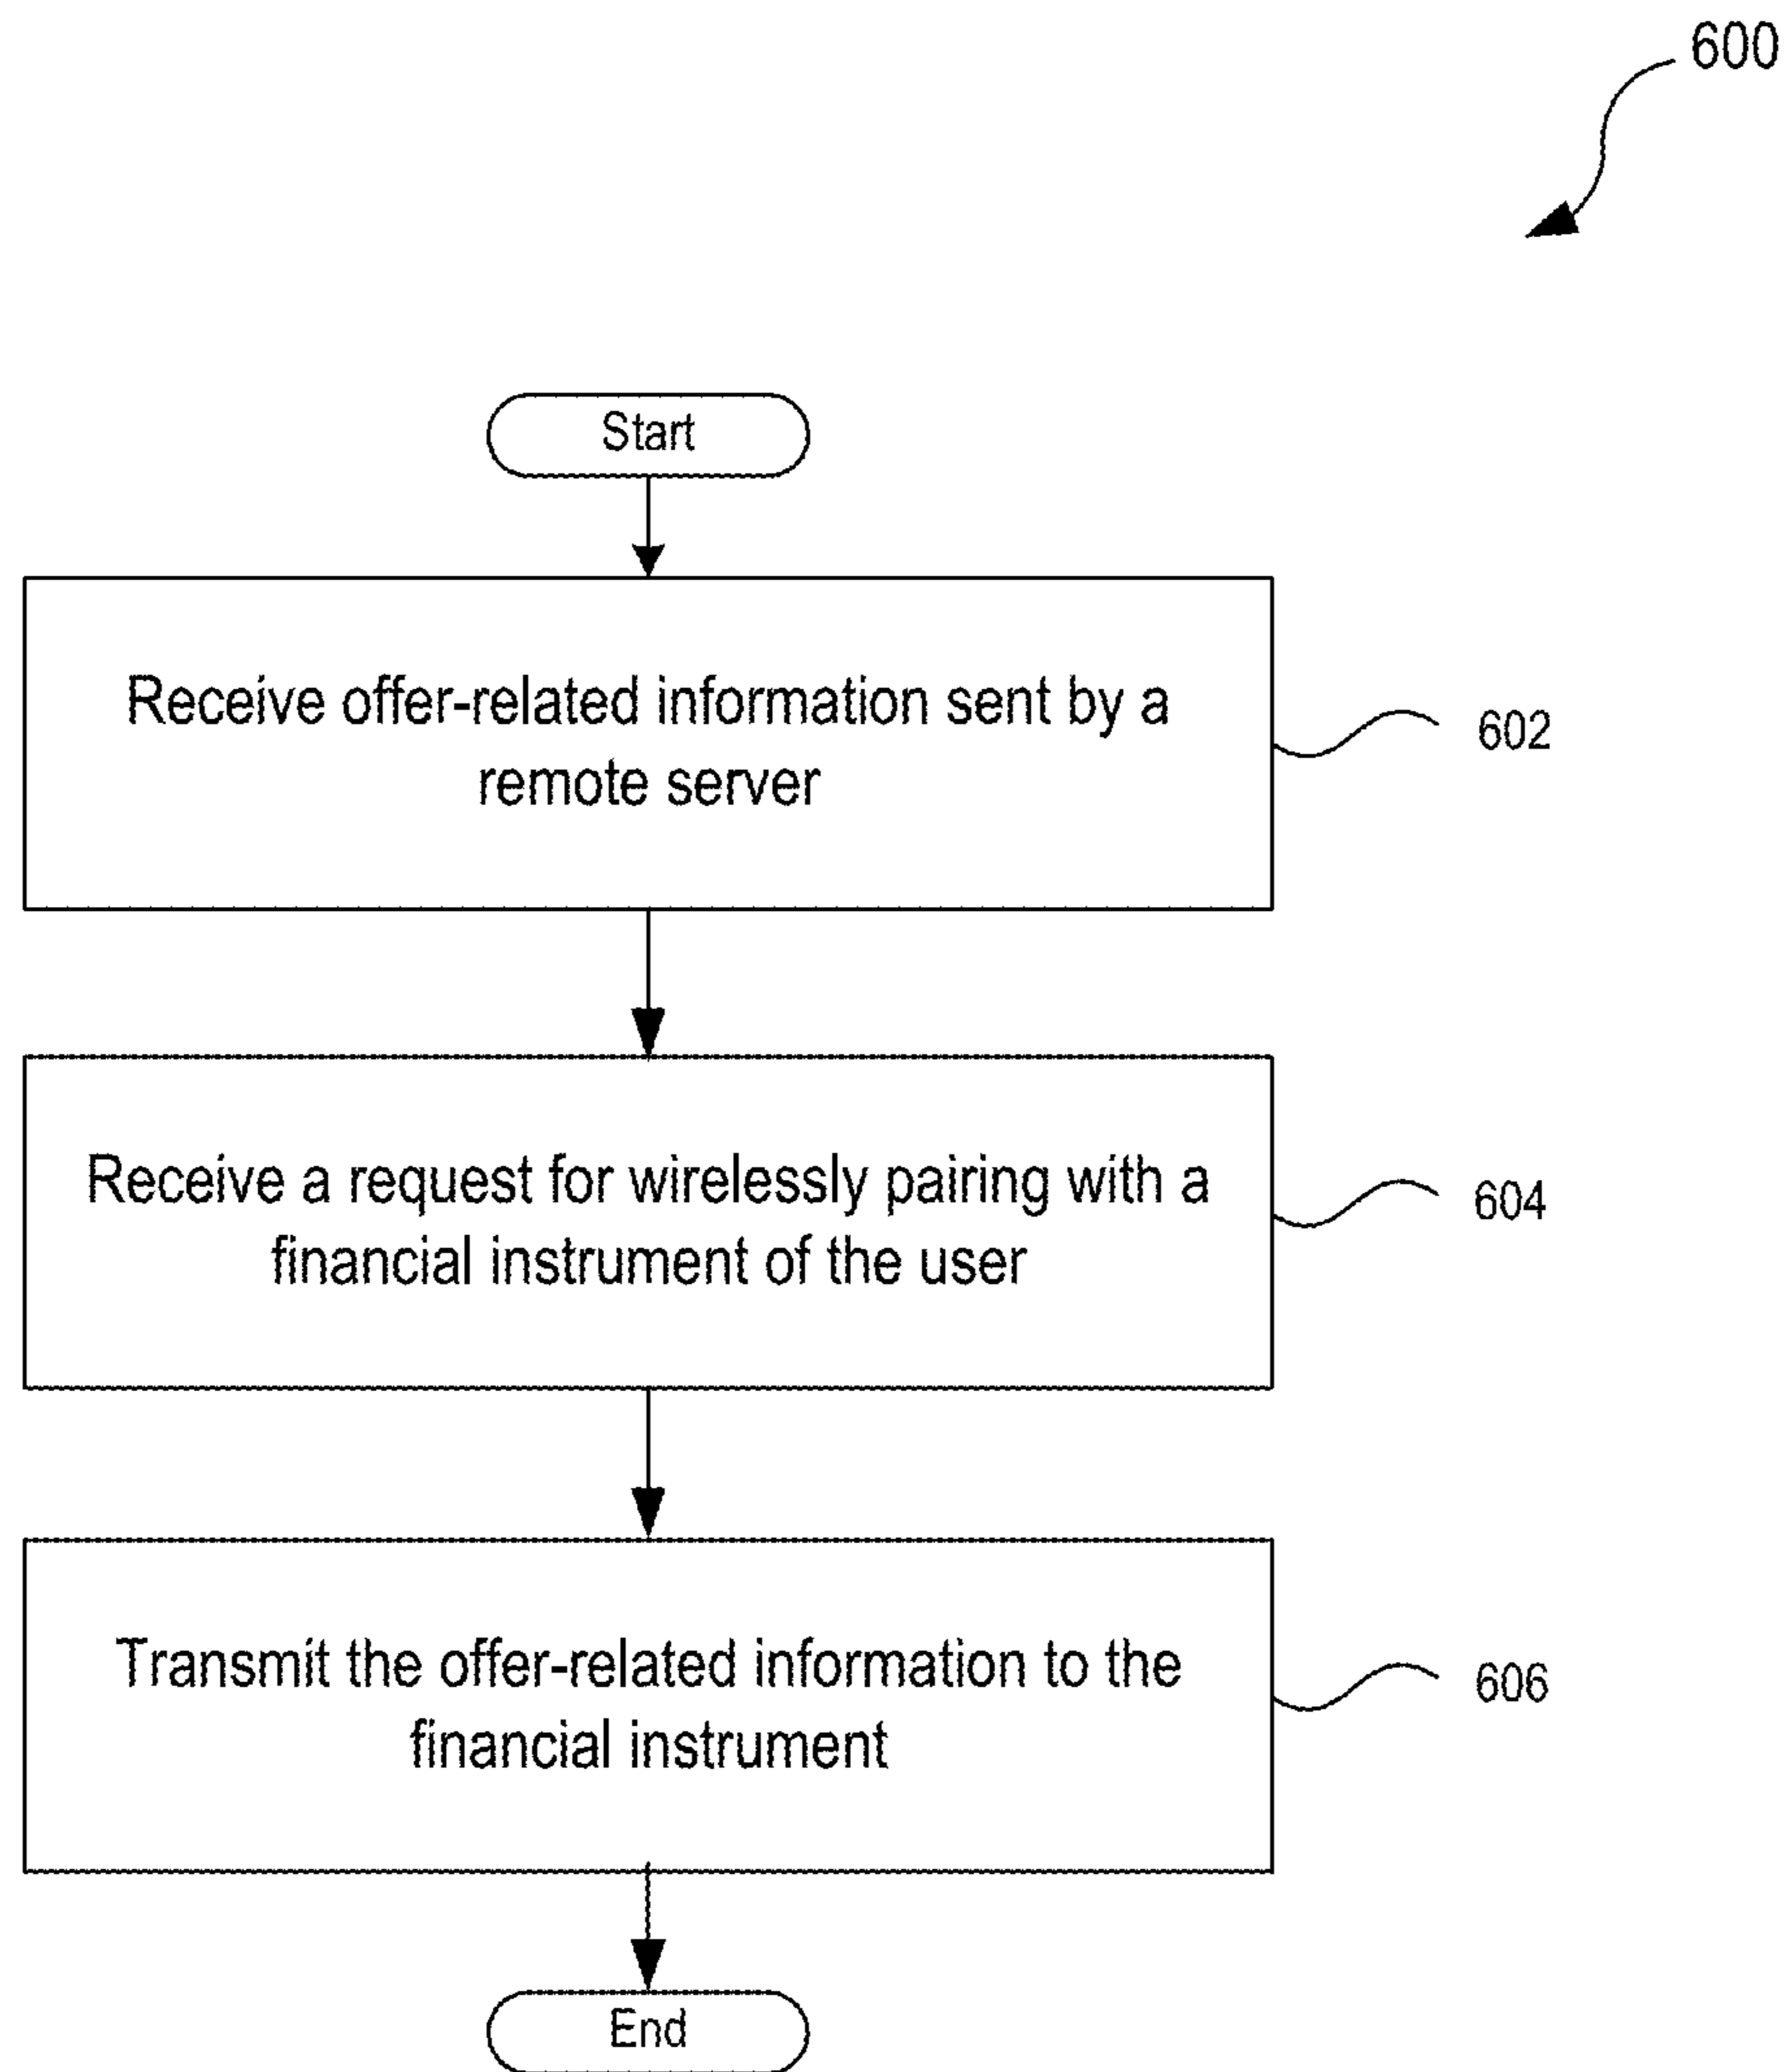 600
Start
Receive offer-related information sent by a
remote server
602
Receive a request for wirelessly pairing with a
financial instrument of the user
604
Transmit the offer-related information to the
financial instrument
606
End